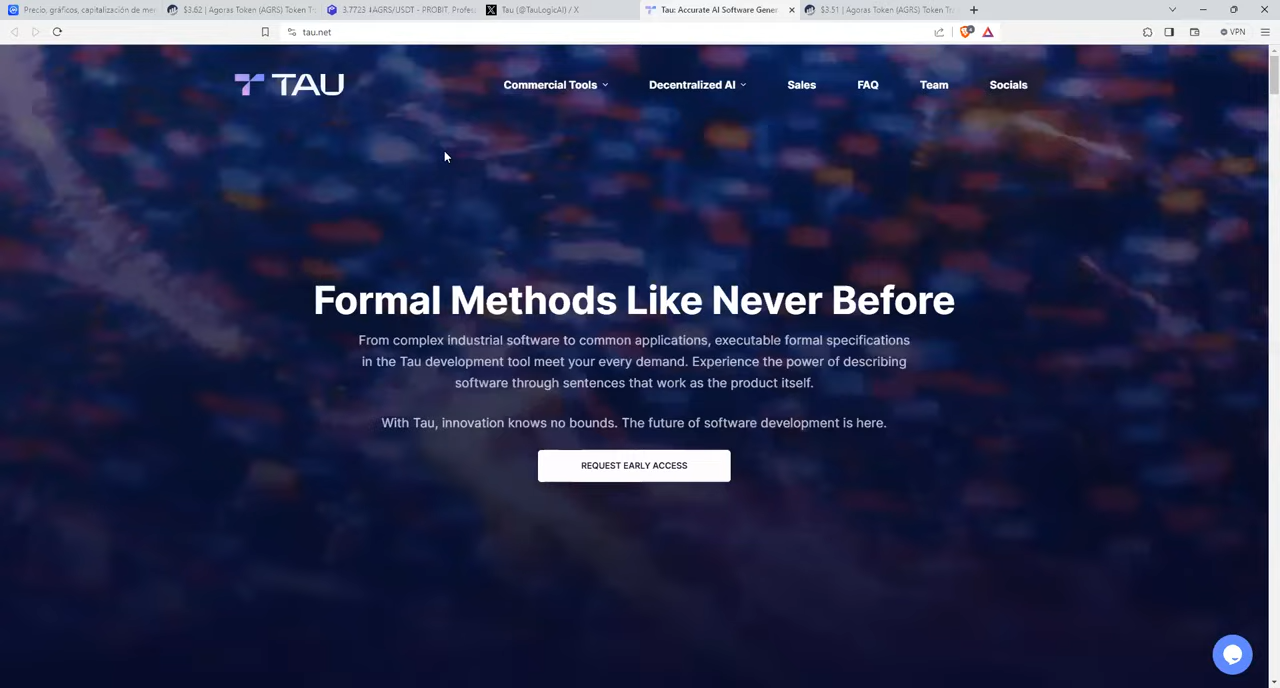 Precio, gráficos, capitalización de mer
$3.62 | Agoras Token (AGRS) Token T
3.7723 | AGRS/USDT - PROBIT, Profes
Tau (@TauLogicAI) / X
Tau: Accurate AI Software Gener
$3.51 | Agoras Token (AGRS) Token Tr
tau.net
VPN
TAU
Commercial Tools
Decentralized AI
Sales
FAQ
Team
Socials
Formal Methods Like Never Before
From complex industrial software to common applications, executable formal specifications
in the Tau development tool meet your every demand. Experience the power of describing
software through sentences that work as the product itself.
With Tau, innovation knows no bounds. The future of software development is here.
REQUEST EARLY ACCESS